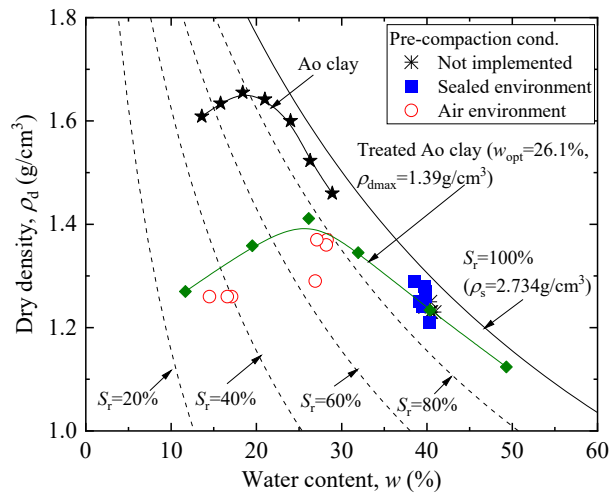 Pre-compaction cond.
Not implemented
Sealed environment
Air environment
Ao clay
Treated Ao clay (wopt=26.1%,
ρdmax=1.39g/cm³)
Sr=100%
(ρs=2.734g/cm³)
Sr=20%
Sr=40%
Sr=60%
Sr=80%
1.8
1.6
1.4
1.2
1.0
0 10 20 30 40 50 60
Dry density, ρd (g/cm³)
Water content, w (%)